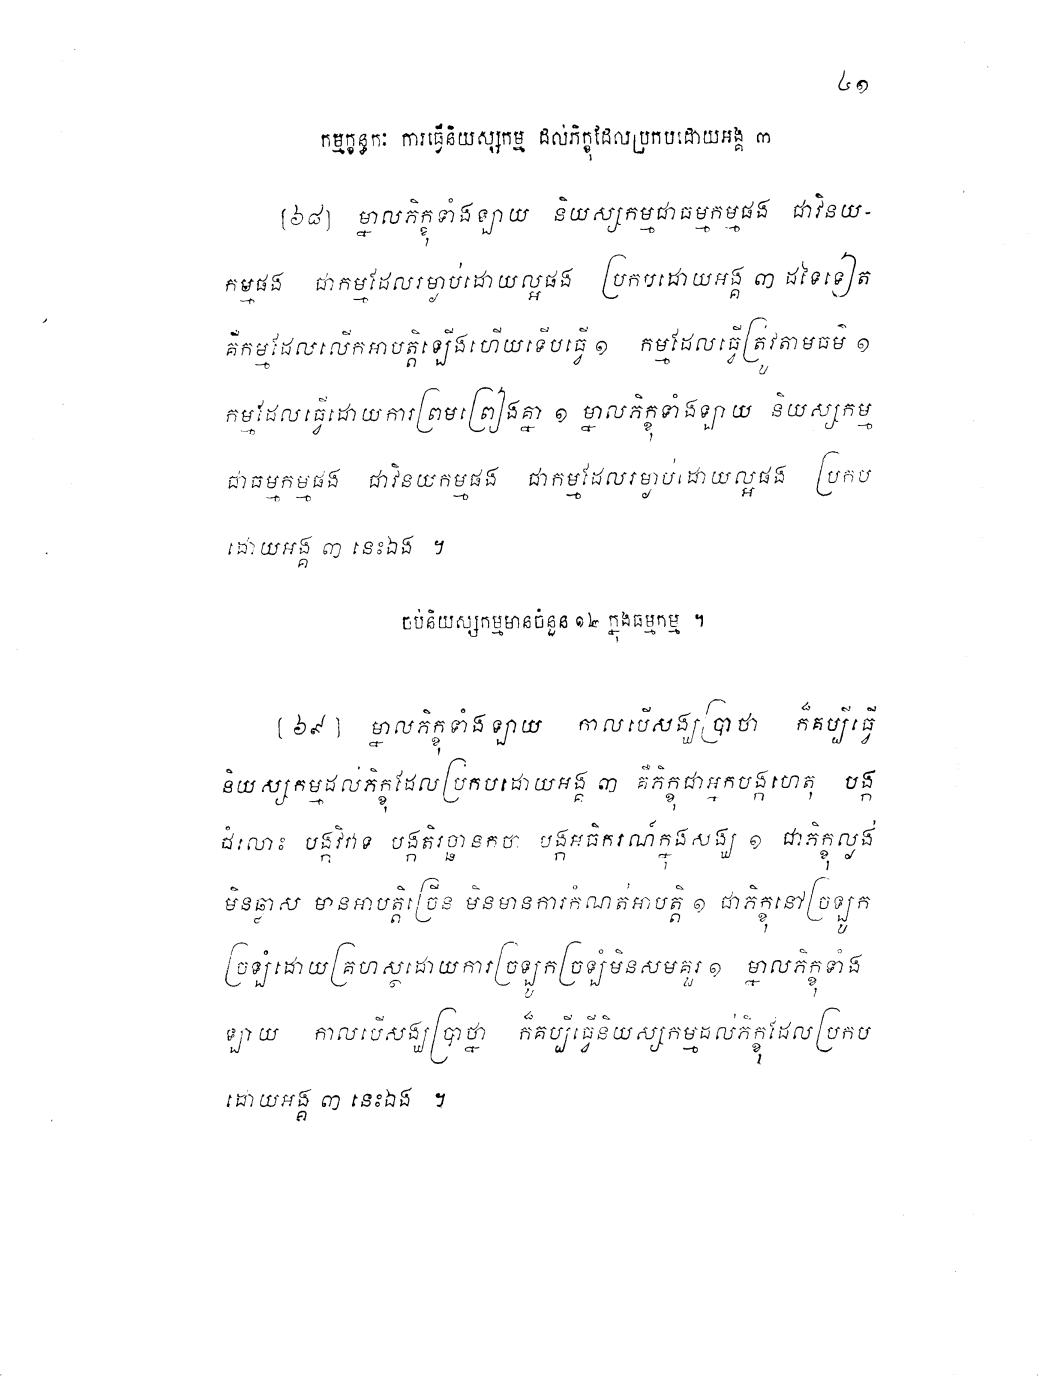 ៤១
កម្មក្ខន្ធកៈ ការធ្វើនិយស្សកម្ម ដល់ភិក្ខុដែលប្រកបដោយអង្គ ៣
[៦៨] ម្នាលភិក្ខុទាំងឡាយ និយស្សកម្មជាធម្មកម្មផង ជាវិនយ-
កម្មផង ជាកម្មដែលរម្ងាប់ដោយល្អផង ប្រកបដោយអង្គ ៣ ដទៃទៀត
គឺកម្មដែលលើកអាបត្តិឡើងហើយទើបធ្វើ ១ កម្មដែលធ្វើត្រូវតាមធម៌ ១
កម្មដែលធ្វើដោយការព្រមព្រៀងគ្នា ១ ម្នាលភិក្ខុទាំងឡាយ និយស្សកម្ម
ជាធម្មកម្មផង ជាវិនយកម្មផង ជាកម្មដែលរម្ងាប់ដោយល្អផង ប្រកប
ដោយអង្គ ៣ នេះឯង ។
ចប់និយស្សកម្មមានចំនួន ១២ ក្នុងធម្មកម្ម ។
[៦៩] ម្នាលភិក្ខុទាំងឡាយ កាលបើសង្ឃប្រាថ្នា ក៏គប្បីធ្វើ
និយស្សកម្មដល់ភិក្ខុដែលប្រកបដោយអង្គ ៣ គឺភិក្ខុជាអ្នកបង្កហេតុ បង្ក
ជំលោះ បង្កវិវាទ បង្កតិរច្ឆានកថា បង្កអធិករណ៍ក្នុងសង្ឃ ១ ជាភិក្ខុល្ងង់
មិនឆ្លាស មានអាបត្តិច្រើន មិនមានការកំណត់អាបត្តិ ១ ជាភិក្ខុនៅច្រឡូក
ច្រឡំដោយគ្រហស្ថដោយការច្រឡូកច្រឡំមិនសមគួរ ១ ម្នាលភិក្ខុទាំង
ឡាយ កាលបើសង្ឃប្រាថ្នា ក៏គប្បីធ្វើនិយស្សកម្មដល់ភិក្ខុដែលប្រកប
ដោយអង្គ ៣ នេះឯង ។